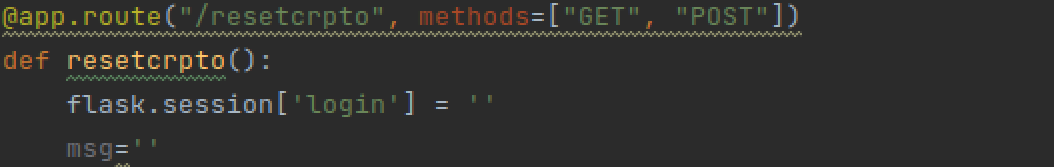 @app.route("/resetcrpto", methods=["GET", "POST"])
def resetcrpto():
    flask.session['login'] = ''
    msg=''